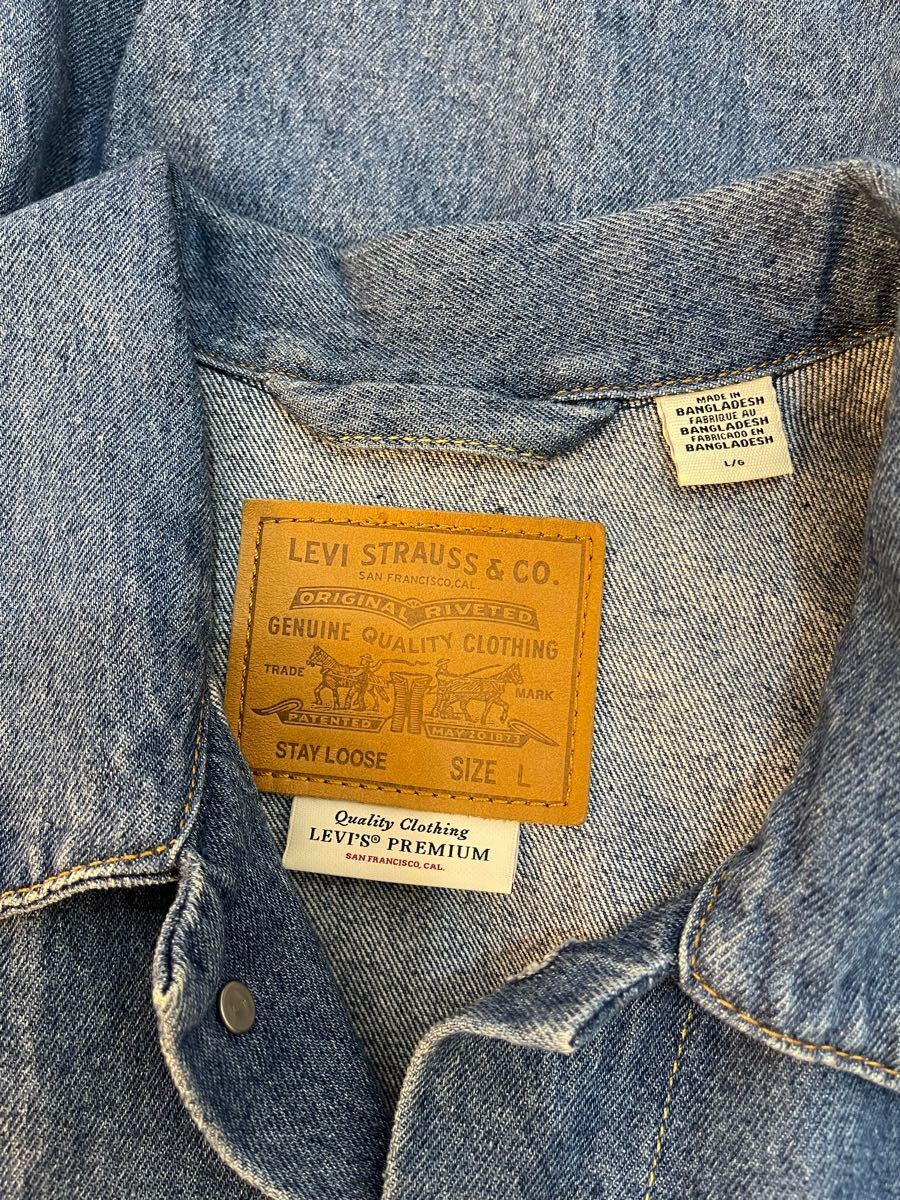 MADE IN
BANGLADESH
FABRIQUE AU
BANGLADESH
FABRICADO EN
BANGLADESH
L/G
LEVI STRAUSS & CO.
SAN FRANCISCO, CAL.
ORIGINAL RIVETED
GENUINE QUALITY CLOTHING
TRADE MARK
PATENTED MAY 20 1873
STAY LOOSE SIZE L
Quality Clothing
LEVI'S® PREMIUM
SAN FRANCISCO, CAL.